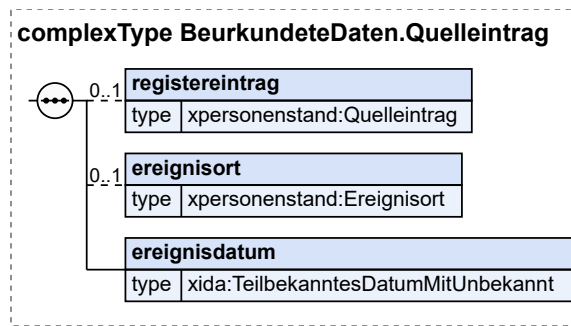 complexType BeurkundeteDaten.Quelleintrag
0..1 registereintrag
type xpersonenstand:Quelleintrag
0..1 ereignisort
type xpersonenstand:Ereignisort
ereignisdatum
type xida:TeilbekanntesDatumMitUnbekannt